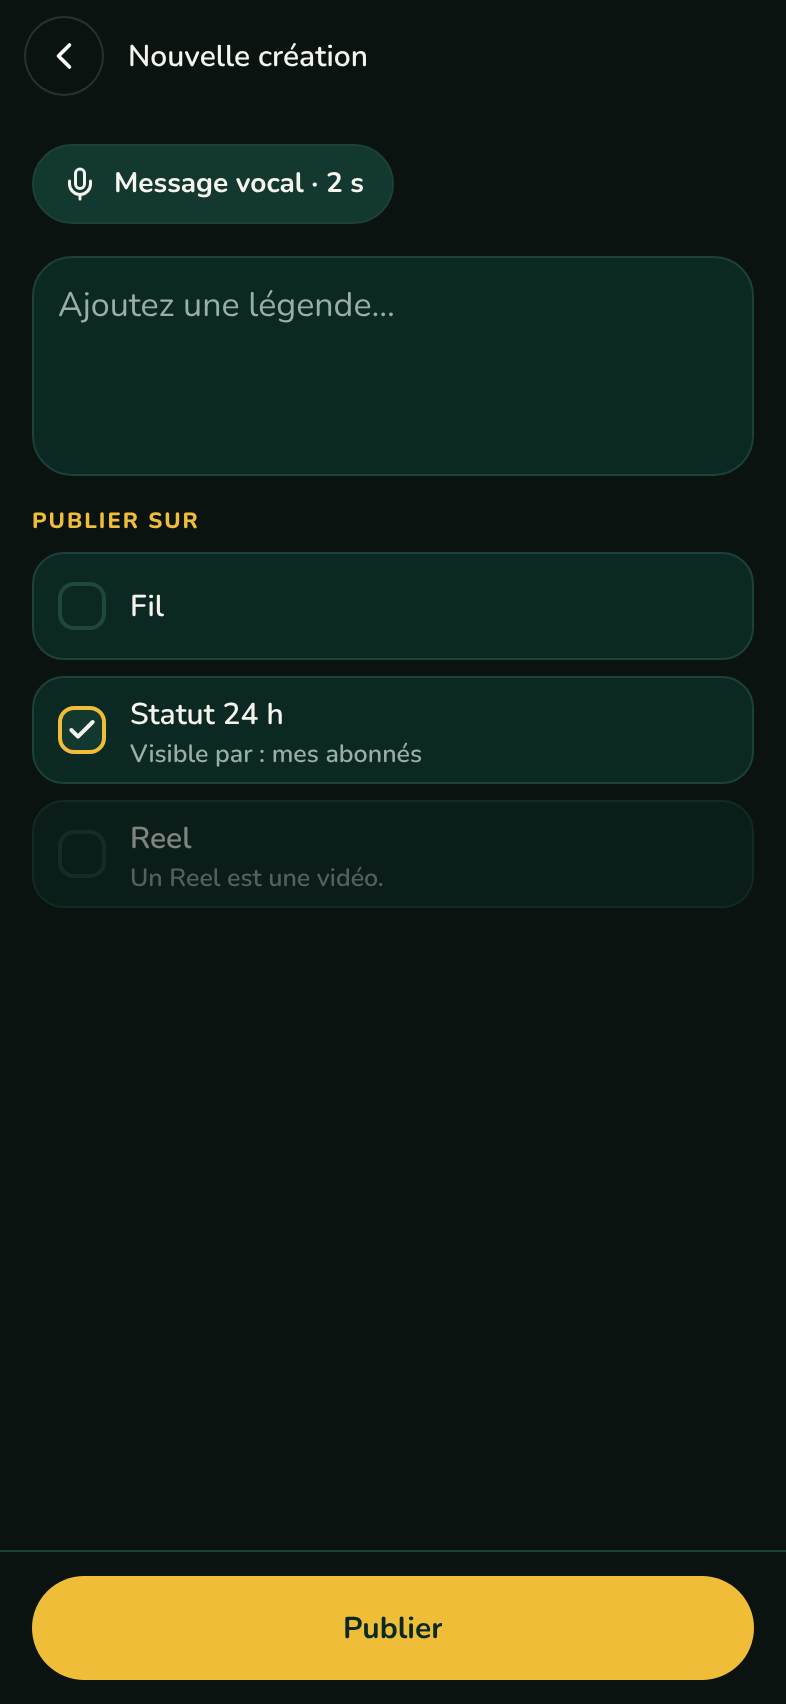 Nouvelle création
Message vocal · 2 s
Ajoutez une légende...
PUBLIER SUR
Fil
Statut 24 h
Visible par : mes abonnés
Reel
Un Reel est une vidéo.
Publier